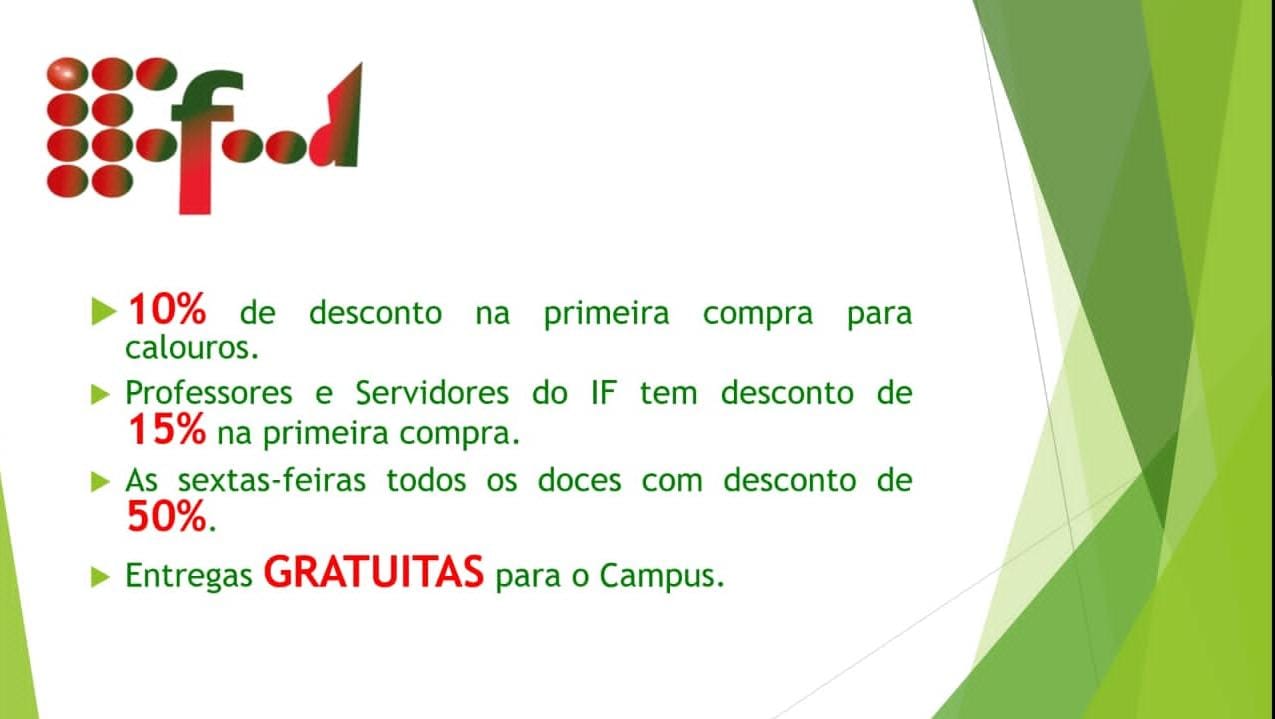 IFfood
10% de desconto na primeira compra para
calouros.
Professores e Servidores do IF tem desconto de
15% na primeira compra.
As sextas-feiras todos os doces com desconto de
50%.
Entregas GRATUITAS para o Campus.